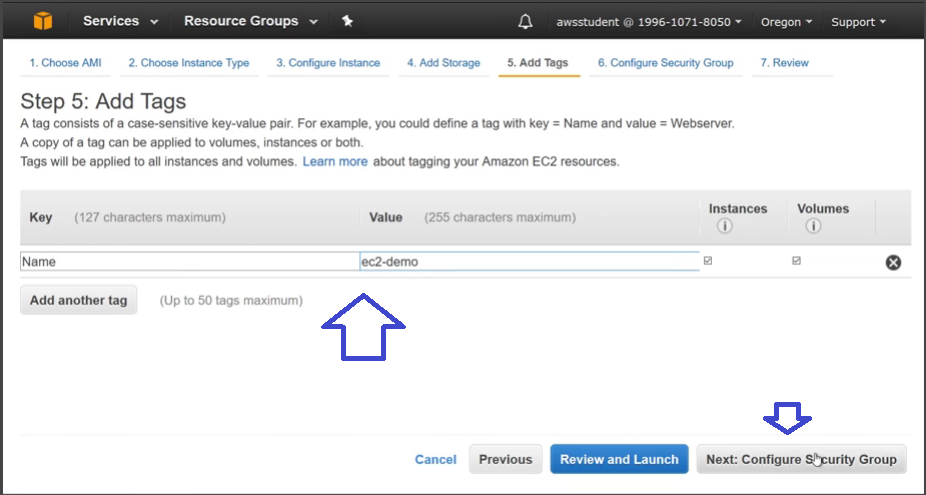 Services Resource Groups awsstudent @ 1996-1071-8050 Oregon Support
1. Choose AMI 2. Choose Instance Type 3. Configure Instance 4. Add Storage 5. Add Tags 6. Configure Security Group 7. Review
Step 5: Add Tags
A tag consists of a case-sensitive key-value pair. For example, you could define a tag with key = Name and value = Webserver.
A copy of a tag can be applied to volumes, instances or both.
Tags will be applied to all instances and volumes. Learn more about tagging your Amazon EC2 resources.
Key (127 characters maximum) Value (255 characters maximum) Instances Volumes
Name ec2-demo
Add another tag (Up to 50 tags maximum)
Cancel Previous Review and Launch Next: Configure Security Group